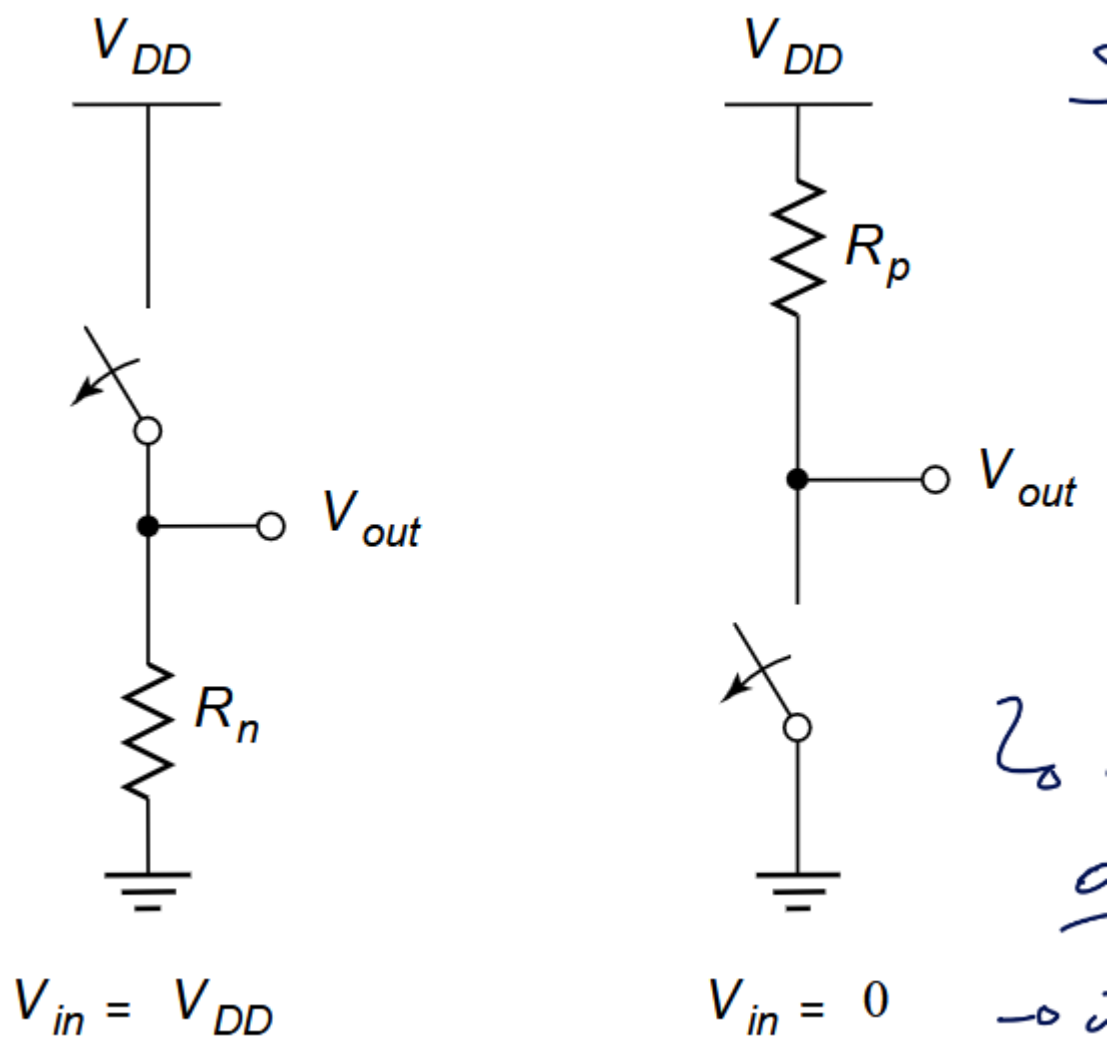 V_DD V_DD
R_p
V_out
V_out
R_n
V_in = V_DD V_in = 0